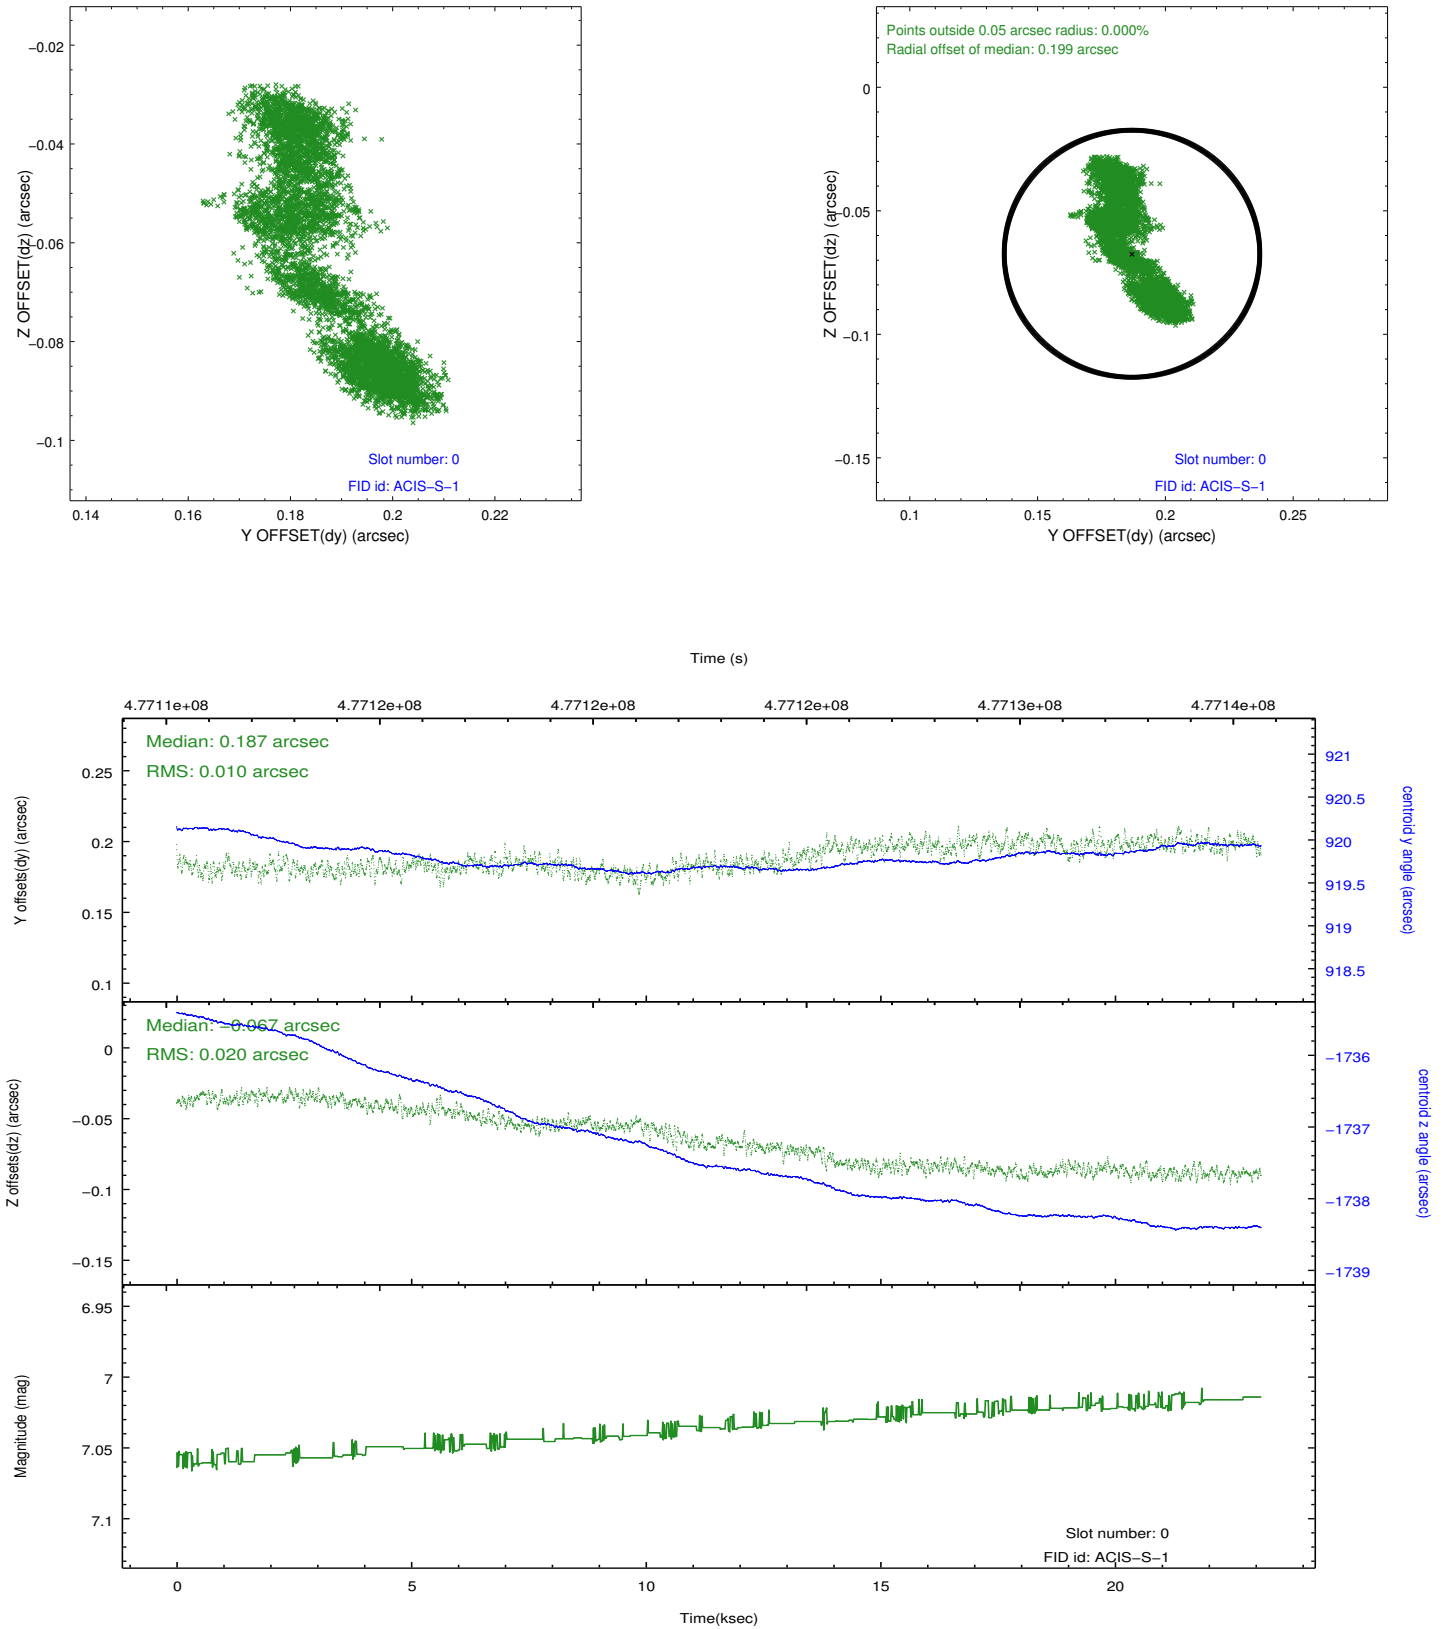 −0.02
−0.04
−0.06
−0.08
−0.1
Z OFFSET(dz) (arcsec)
Slot number: 0
FID id: ACIS−S−1
0.14 0.16 0.18 0.2 0.22
Y OFFSET(dy) (arcsec)
Points outside 0.05 arcsec radius: 0.000%
Radial offset of median: 0.199 arcsec
0
−0.05
−0.1
−0.15
Z OFFSET(dz) (arcsec)
Slot number: 0
FID id: ACIS−S−1
0.1 0.15 0.2 0.25
Y OFFSET(dy) (arcsec)
Time (s)
4.7711e+08 4.7712e+08 4.7712e+08 4.7712e+08 4.7713e+08 4.7714e+08
Median: 0.187 arcsec
RMS: 0.010 arcsec
0.25
0.2
0.15
0.1
Y offsets(dy) (arcsec)
921
920.5
920
919.5
919
918.5
centroid y angle (arcsec)
Median: −0.067 arcsec
RMS: 0.020 arcsec
0
−0.05
−0.1
−0.15
Z offsets(dz) (arcsec)
−1736
−1737
−1738
−1739
centroid z angle (arcsec)
6.95
7
7.05
7.1
Magnitude (mag)
Slot number: 0
FID id: ACIS−S−1
0 5 10 15 20
Time(ksec)